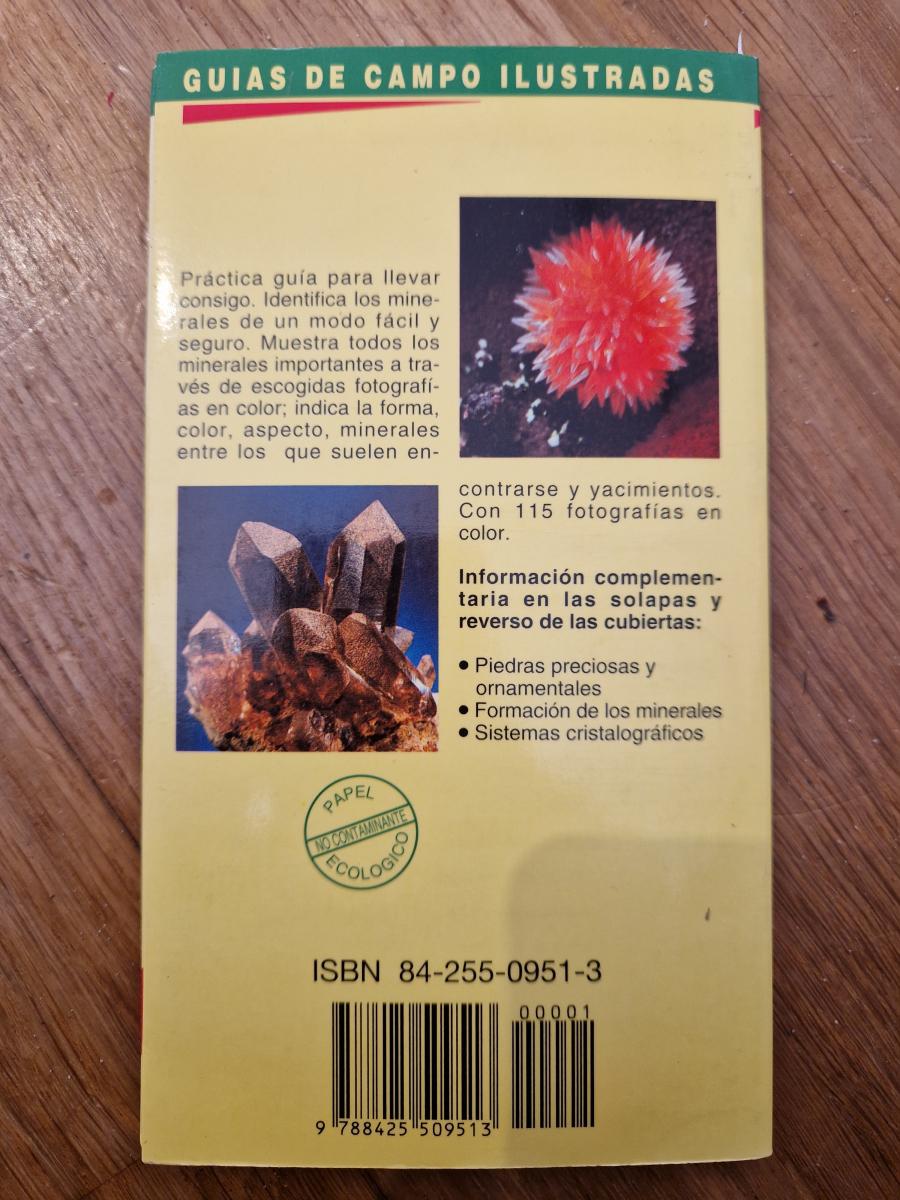 GUIAS DE CAMPO ILUSTRADAS
Práctica guía para llevar
consigo. Identifica los mine-
rales de un modo fácil y
seguro. Muestra todos los
minerales importantes a tra-
vés de escogidas fotografí-
as en color; indica la forma,
color, aspecto, minerales
entre los que suelen en-
contrarse y yacimientos.
Con 115 fotografías en
color.
Información complemen-
taria en las solapas y
reverso de las cubiertas:
• Piedras preciosas y
ornamentales
• Formación de los minerales
• Sistemas cristalográficos
PAPEL
NO CONTAMINANTE
ECOLOGICO
ISBN 84-255-0951-3
00001
9 788425 509513